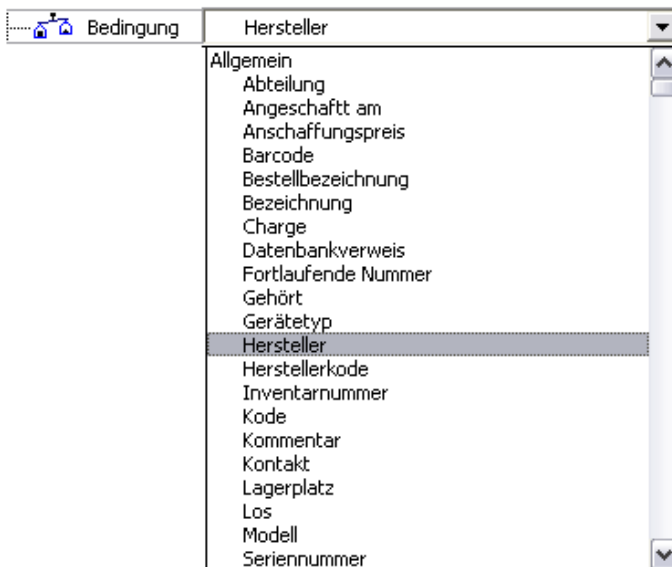 Bedingung Hersteller
Allgemein
Abteilung
Angeschaftt am
Anschaffungspreis
Barcode
Bestellbezeichnung
Bezeichnung
Charge
Datenbankverweis
Fortlaufende Nummer
Gehört
Gerätetyp
Hersteller
Herstellerkode
Inventarnummer
Kode
Kommentar
Kontakt
Lagerplatz
Los
Modell
Seriennummer